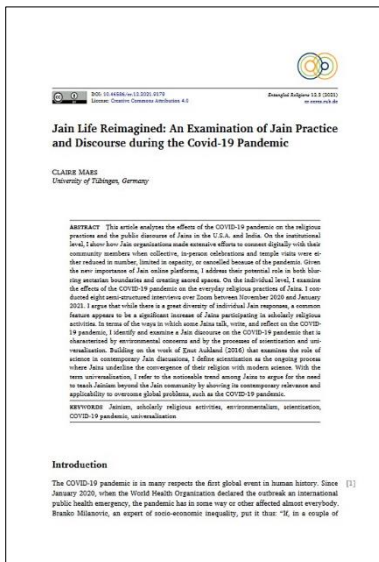 DOI: 10.46586/er.12.2021.9270
License: Creative Commons Attribution 4.0
Entangled Religions 12.3 (2021)
er.ceres.rub.de
Jain Life Reimagined: An Examination of Jain Practice
and Discourse during the Covid-19 Pandemic
CLAIRE MAES
University of Tübingen, Germany
ABSTRACT This article analyzes the effects of the COVID-19 pandemic on the religious
practices and the public discourse of Jains in the U.S.A. and India. On the institutional
level, I show how Jain organizations made extensive efforts to connect digitally with their
community members when collective, in-person celebrations and temple visits were ei-
ther reduced in number, limited in capacity, or cancelled because of the pandemic. Given
the new importance of Jain online platforms, I address their potential role in both blur-
ring sectarian boundaries and creating sacred spaces. On the individual level, I examine
the effects of the COVID-19 pandemic on the everyday religious practices of Jains. I con-
ducted eight semi-structured interviews over Zoom between November 2020 and January
2021. I argue that while there is a great diversity of individual Jain responses, a common
feature appears to be a significant increase of Jains participating in scholarly religious
activities. In terms of the ways in which some Jains talk, write, and reflect on the COVID-
19 pandemic, I identify and examine a Jain discourse on the COVID-19 pandemic that is
characterized by environmental concerns and by the processes of scientization and uni-
versalization. Building on the work of Knut Aukland (2016) that examines the role of
science in contemporary Jain discussions, I define scientization as the ongoing process
where Jains underline the convergence of their religion with modern science. With the
term universalization, I refer to the noticeable trend among Jains to argue for the need
to teach Jainism beyond the Jain community by showing its contemporary relevance and
applicability to overcome global problems, such as the COVID-19 pandemic.
KEYWORDS Jainism, scholarly religious activities, environmentalism, scientization,
COVID-19 pandemic, universalization
Introduction
The COVID-19 pandemic is in many respects the first global event in human history. Since [1]
January 2020, when the World Health Organization declared the outbreak an international
public health emergency, the pandemic has in some way or other affected almost everybody.
Branko Milanovic, an expert of socio-economic inequality, put it thus: "If, in a couple of